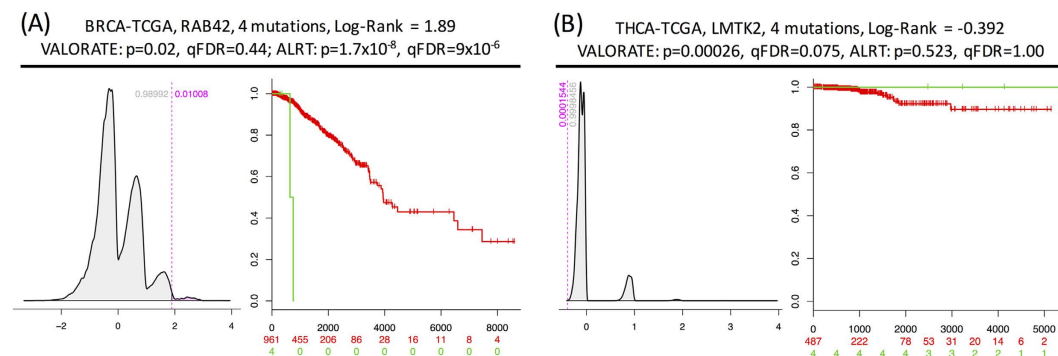 (A)
BRCA-TCGA, RAB42, 4 mutations, Log-Rank = 1.89
VALORATE: p=0.02, qFDR=0.44; ALRT: p=1.7x10-8, qFDR=9x10-6
0.98992 0.01008
-2 0 2 4
1.0
0.8
0.6
0.4
0.2
0.0
0 2000 4000 6000 8000
961 455 206 86 28 16 11 8 4
4 0 0 0 0 0 0 0 0
(B)
THCA-TCGA, LMTK2, 4 mutations, Log-Rank = -0.392
VALORATE: p=0.00026, qFDR=0.075, ALRT: p=0.523, qFDR=1.00
0.0001544
0.9998456
0 1 2 3 4
1.0
0.8
0.6
0.4
0.2
0.0
0 1000 2000 3000 4000 5000
487 222 78 53 31 20 14 6 2
4 4 4 4 4 3 3 2 1 1